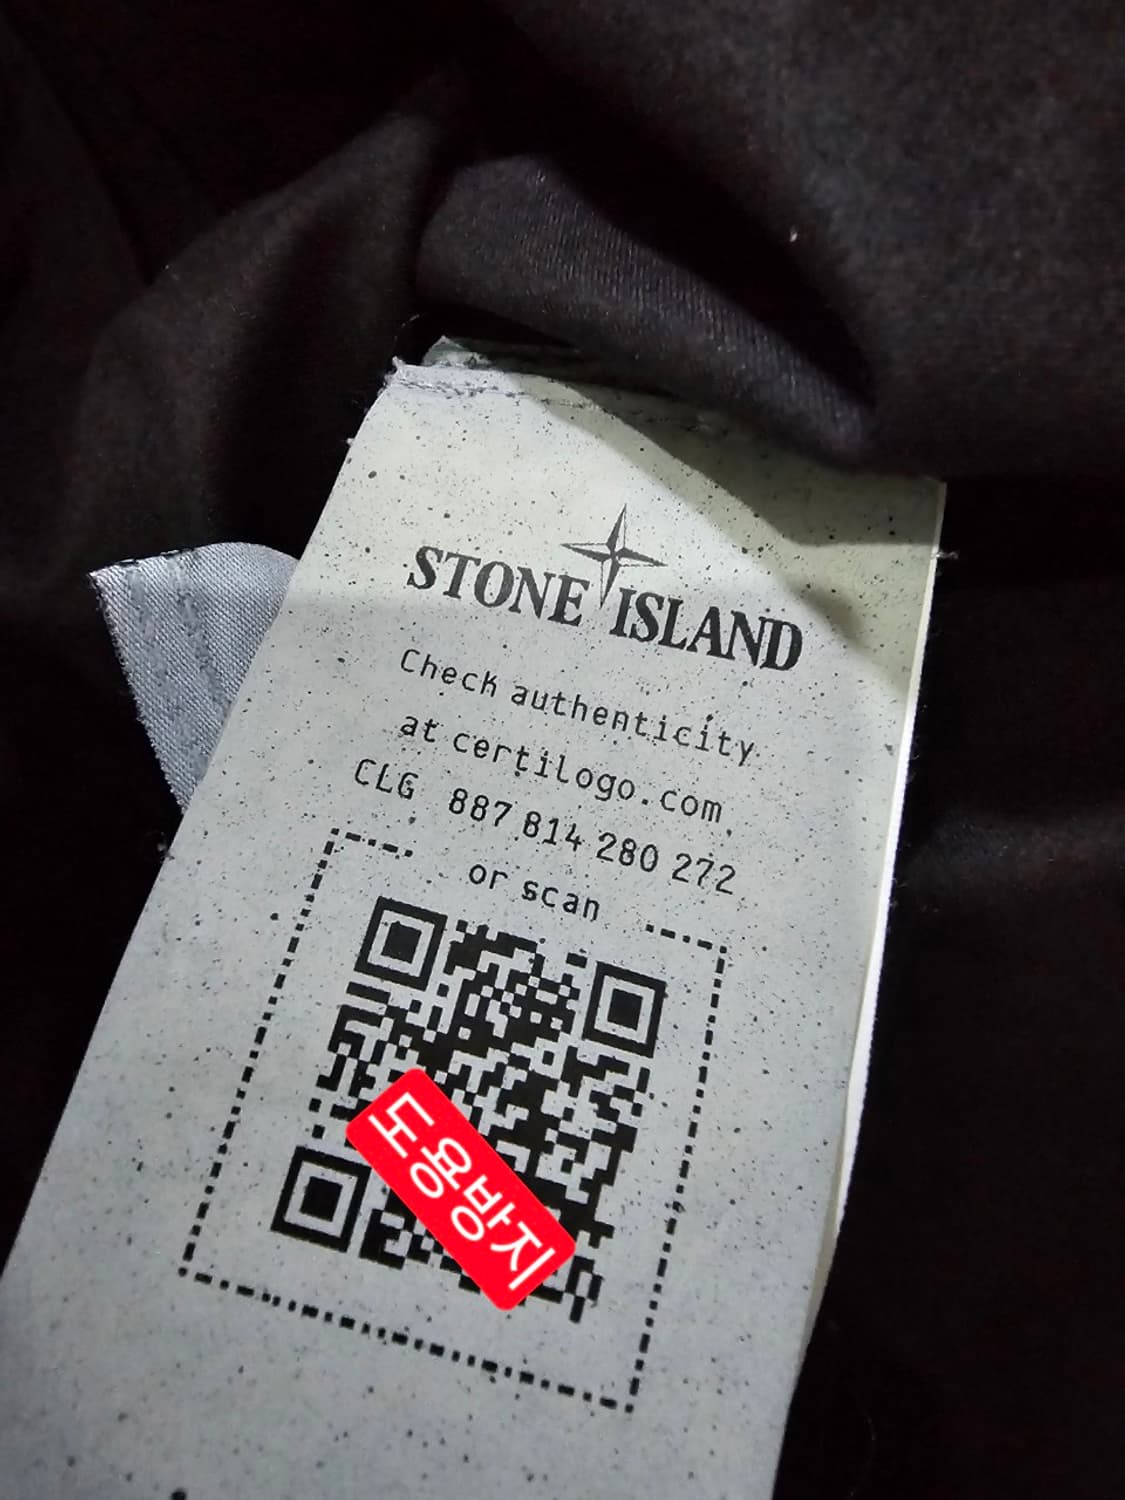 STONE ISLAND
Check authenticity
at certilogo.com
CLG 887 814 280 272
or scan
도용방지